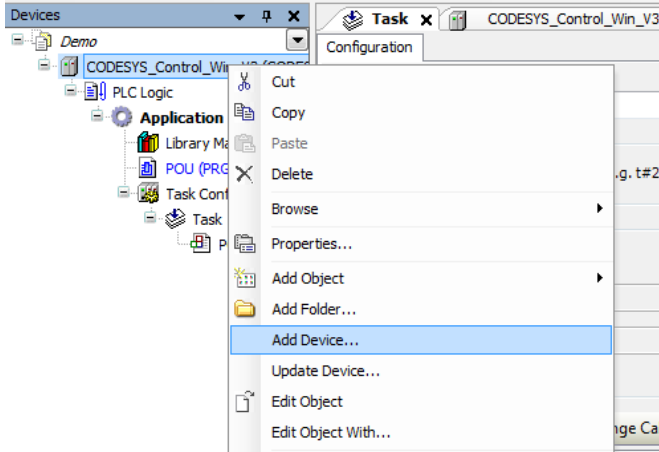 Devices
Task
CODESYS_Control_Win_V3
Demo
Configuration
CODESYS_Control_Win_V3 (CODES
PLC Logic
Application
Library Ma
POU (PRG
Task Conf
Task
P
Cut
Copy
Paste
Delete
.g. t#2
Browse
Properties...
Add Object
Add Folder...
Add Device...
Update Device...
Edit Object
Edit Object With...
nge Ca